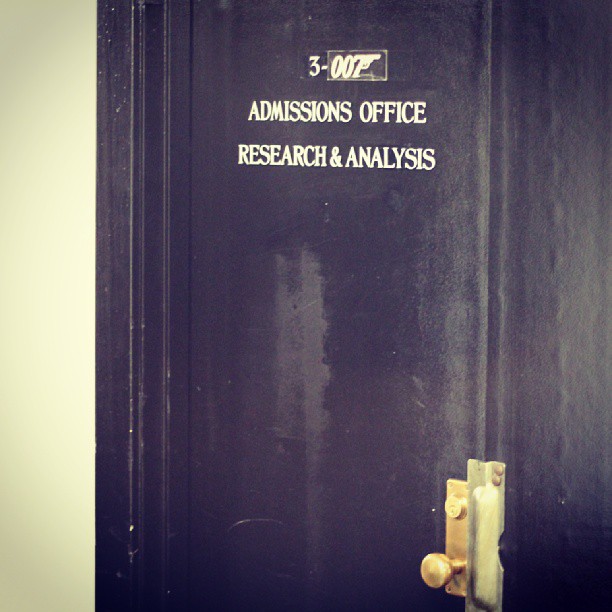 3-007
ADMISSIONS OFFICE
RESEARCH & ANALYSIS